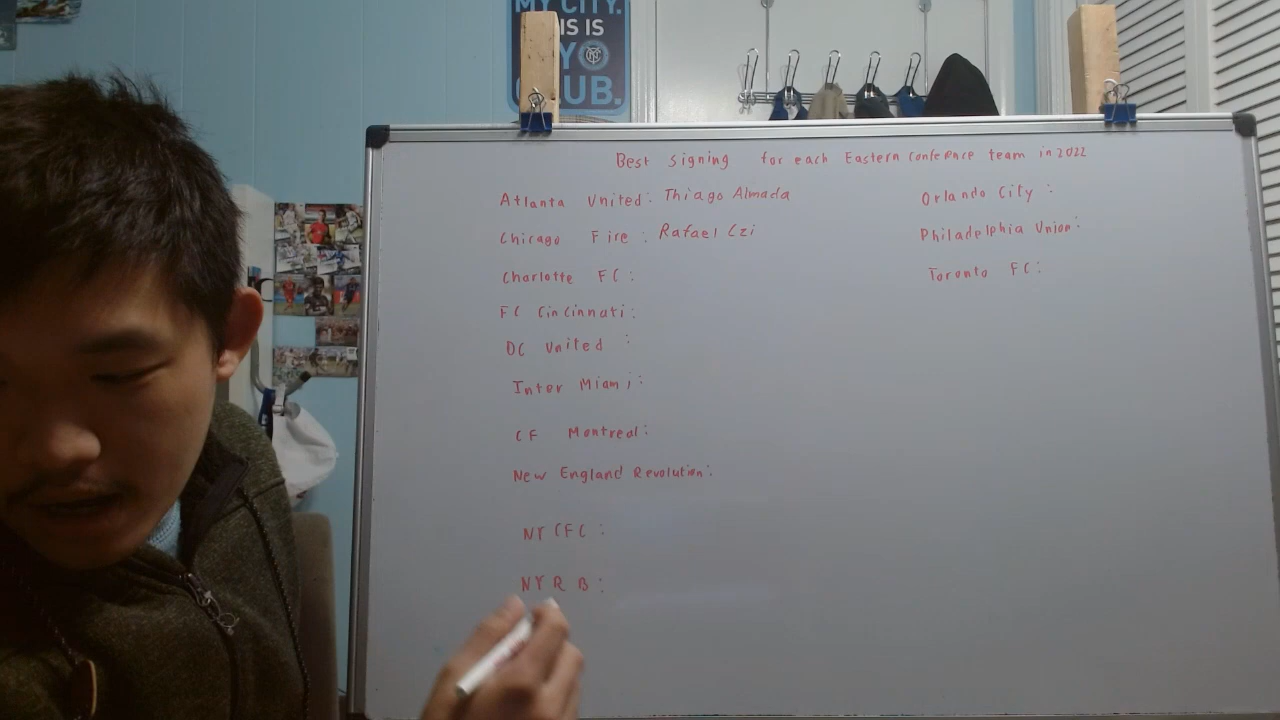 MY CITY.
IS IS
CLUB.
Best Signing for each Eastern Conference team in 2022
Atlanta United: Thiago Almada
Chicago Fire: Rafael Czi
Charlotte FC:
FC Cincinnati:
DC United:
Inter Miami:
CF Montreal:
New England Revolution:
NYCFC:
NYRB:
Orlando City:
Philadelphia Union:
Toronto FC: